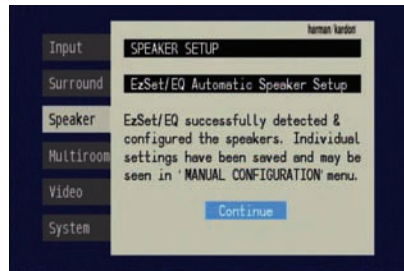 harman/kardon
Input
SPEAKER SETUP
Surround
EzSet/EQ Automatic Speaker Setup
Speaker
EzSet/EQ successfully detected &
configured the speakers. Individual
settings have been saved and may be
seen in 'MANUAL CONFIGURATION' menu.
Multiroom
Video
Continue
System